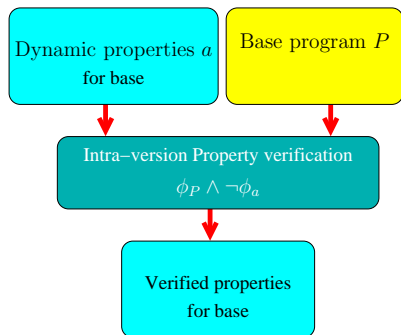 Dynamic properties a
for base
Base program P
Intra−version Property verification
ϕ_P ∧ ¬ϕ_a
Verified properties
for base